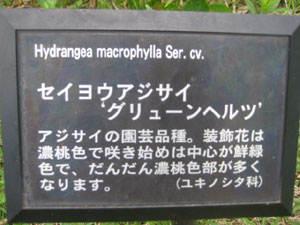 Hydrangea macrophylla Ser. cv.
セイヨウアジサイ
'グリューンヘルツ'
アジサイの園芸品種。装飾花は
濃桃色で咲き始めは中心が鮮緑
色で、だんだん濃桃色部が多く
なります。 (ユキノシタ科)